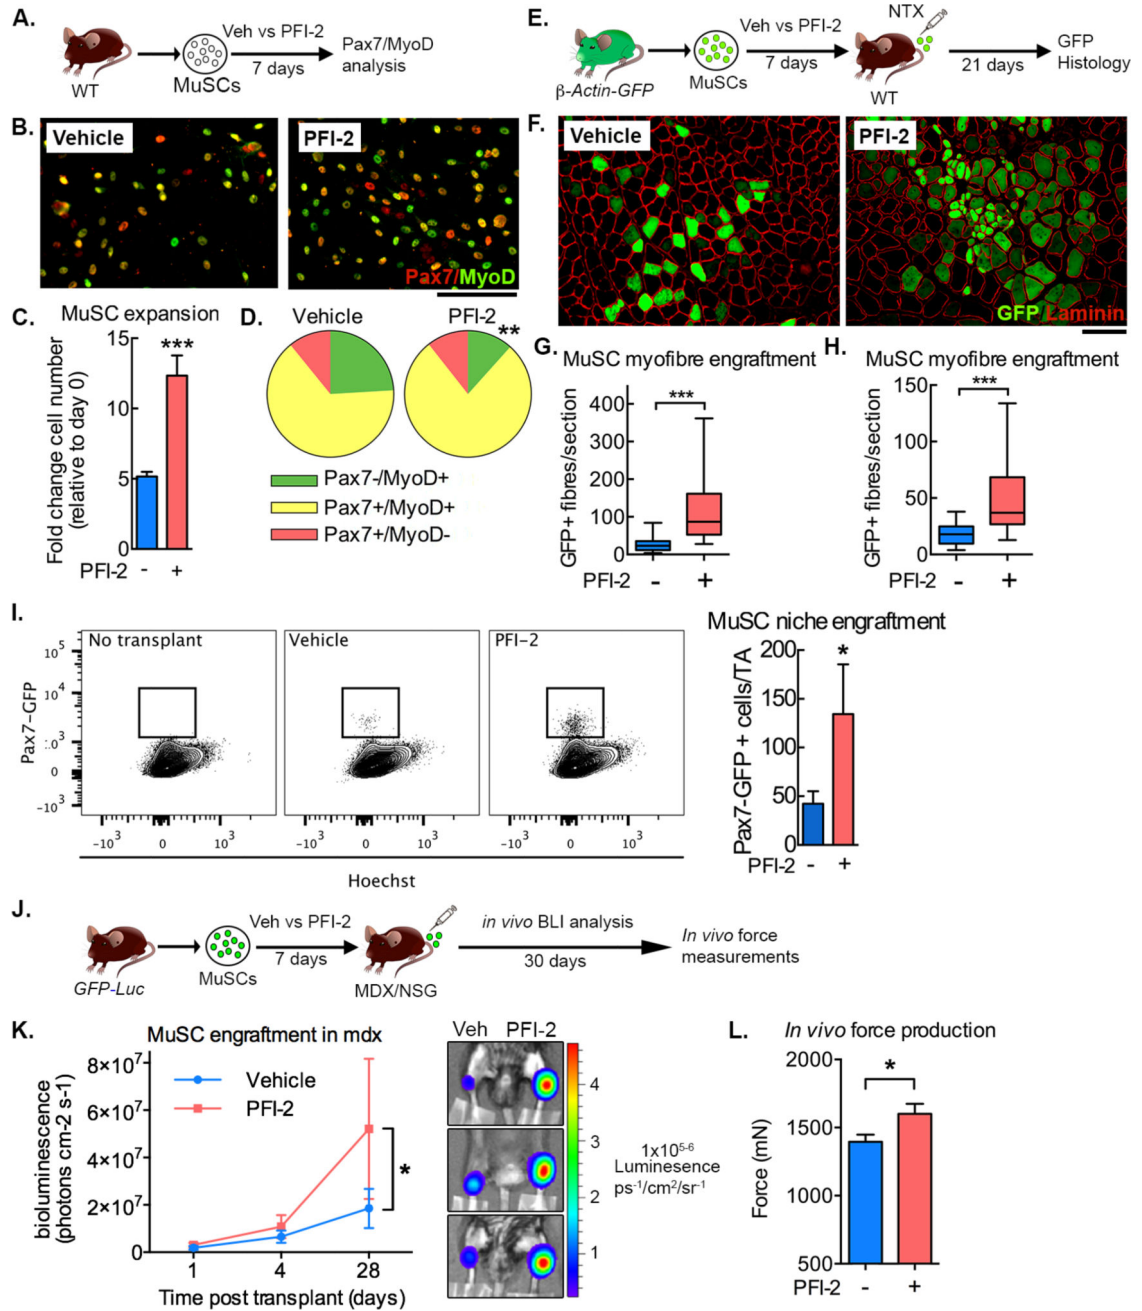 A.
WT
MuSCs
Veh vs PFI-2
7 days
Pax7/MyoD
analysis
E.
β-Actin-GFP
MuSCs
Veh vs PFI-2
7 days
NTX
WT
21 days
GFP
Histology
B.
Vehicle
PFI-2
Pax7/MyoD
F.
Vehicle
PFI-2
GFP Laminin
C.
MuSC expansion
Fold change cell number
(relative to day 0)
15
10
5
0
***
PFI-2 - +
D.
Vehicle
PFI-2
**
Pax7-/MyoD+
Pax7+/MyoD+
Pax7+/MyoD-
G.
MuSC myofibre engraftment
GFP+ fibres/section
400
300
200
100
0
***
PFI-2 - +
H.
MuSC myofibre engraftment
GFP+ fibres/section
150
100
50
0
***
PFI-2 - +
I.
No transplant
Vehicle
PFI-2
Pax7-GFP
10^5
10^4
0
-10^3
-10^3 0 10^3
-10^3 0 10^3
-10^3 0 10^3
Hoechst
MuSC niche engraftment
Pax7-GFP + cells/TA
200
150
100
50
0
*
PFI-2 - +
J.
GFP-Luc
MuSCs
Veh vs PFI-2
7 days
MDX/NSG
in vivo BLI analysis
30 days
In vivo force
measurements
K.
MuSC engraftment in mdx
bioluminescence
(photons cm-2 s-1)
8×10^7
6×10^7
4×10^7
2×10^7
0
Vehicle
PFI-2
*
1 4 28
Time post transplant (days)
Veh PFI-2
4
3
2
1
1x10^5-6
Luminesence
ps^-1/cm^2/sr^-1
L.
In vivo force production
Force (mN)
2000
1500
1000
500
*
PFI-2 - +